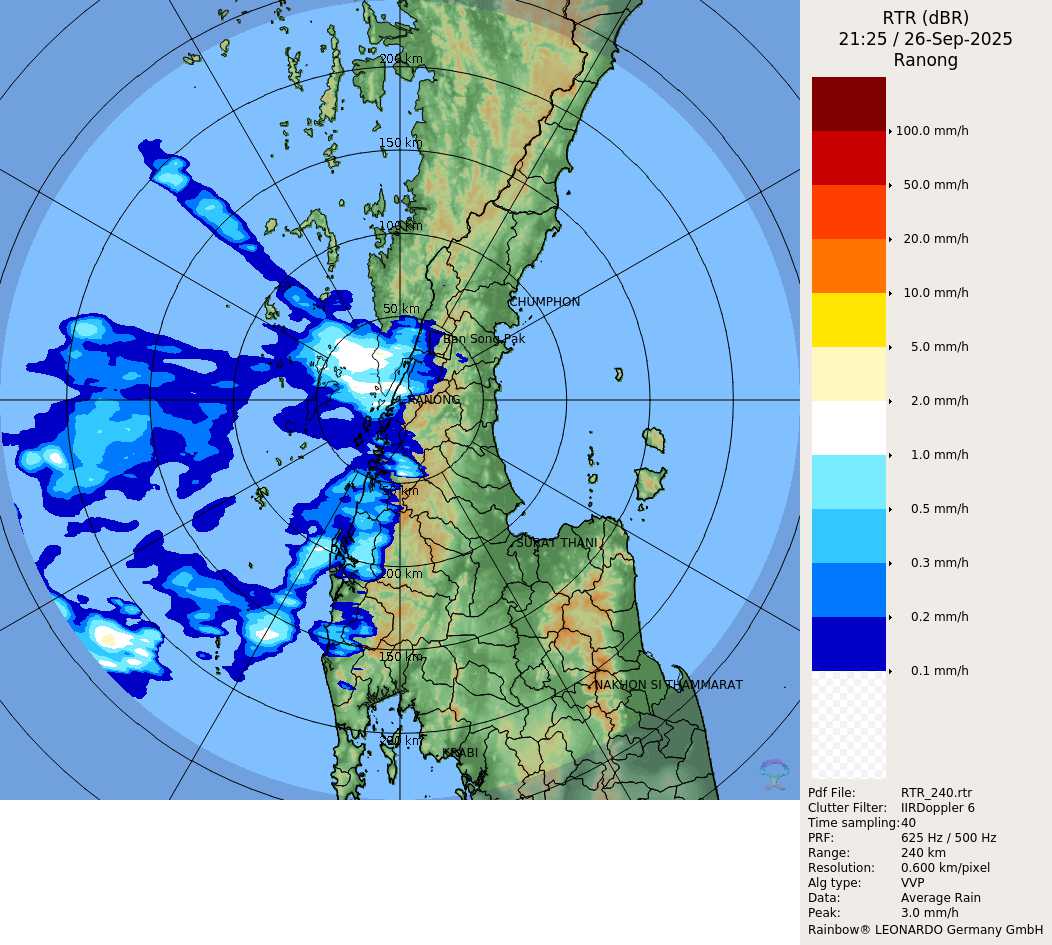 RTR (dBR)
21:25 / 26-Sep-2025
Ranong
200 km
150 km
100 km
50 km
CHUMPHON
Ban Song Pak
RANONG
50 km
SURAT THANI
100 km
150 km
NAKHON SI THAMMARAT
200 km
KRABI
100.0 mm/h
50.0 mm/h
20.0 mm/h
10.0 mm/h
5.0 mm/h
2.0 mm/h
1.0 mm/h
0.5 mm/h
0.3 mm/h
0.2 mm/h
0.1 mm/h
Pdf File: RTR_240.rtr
Clutter Filter: IIRDoppler 6
Time sampling: 40
PRF: 625 Hz / 500 Hz
Range: 240 km
Resolution: 0.600 km/pixel
Alg type: VVP
Data: Average Rain
Peak: 3.0 mm/h
Rainbow® LEONARDO Germany GmbH